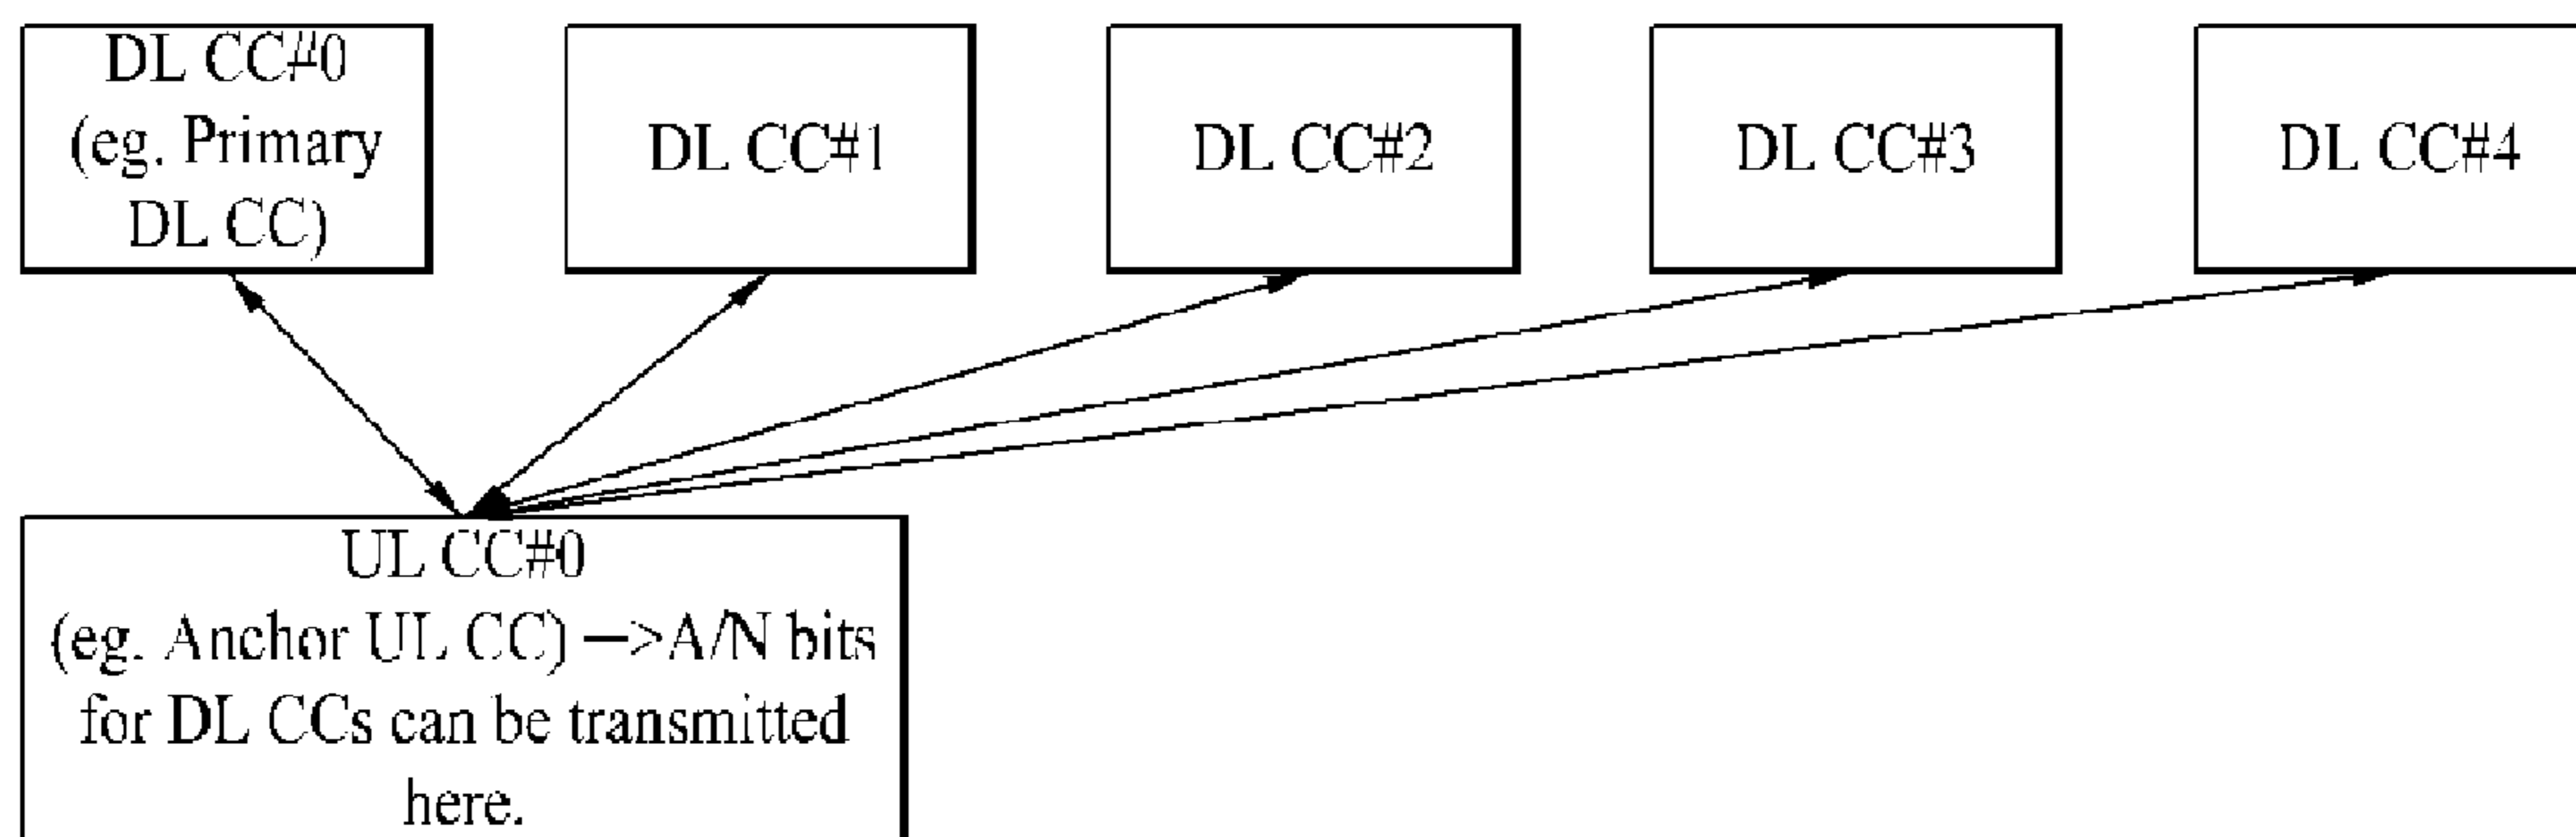 DL CC#0
(eg. Primary
DL CC)
DL CC#1
DL CC#2
DL CC#3
DL CC#4
UL CC#0
(eg. Anchor UL CC) —>A/N bits
for DL CCs can be transmitted
here.